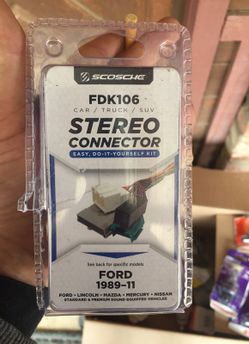 SCOSCHE
FDK106
CAR / TRUCK / SUV
STEREO
CONNECTOR
EASY, DO-IT-YOURSELF KIT
See back for specific models
FORD
1989-11
FORD • LINCOLN • MAZDA • MERCURY • NISSAN
STANDARD & PREMIUM SOUND EQUIPPED VEHICLES